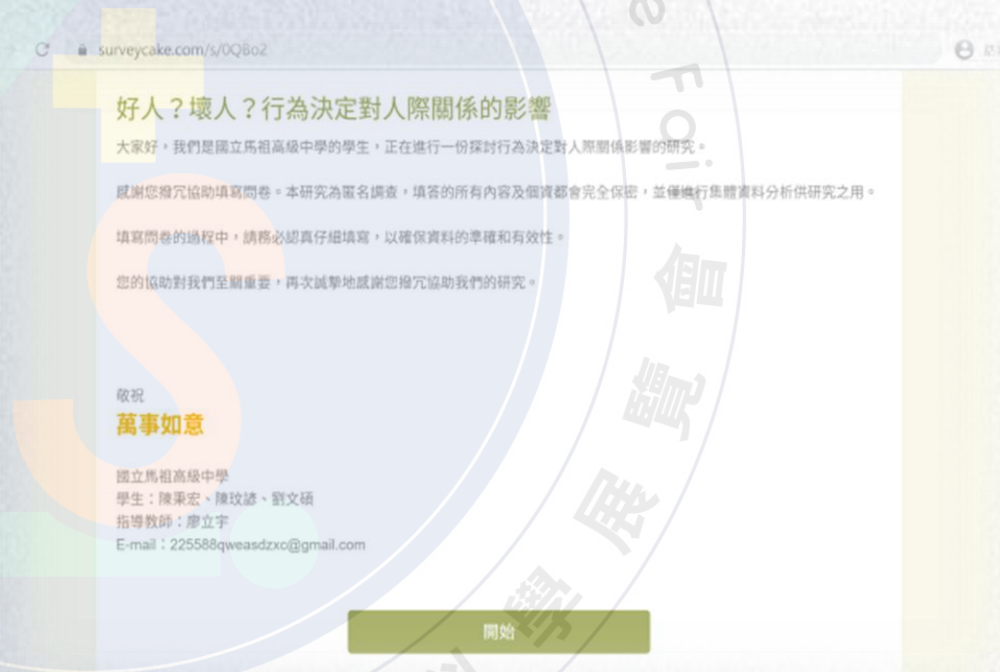 surveycake.com/s/0QBo2
好人？壞人？行為決定對人際關係的影響
大家好，我們是國立馬祖高級中學的學生，正在進行一份探討行為決定對人際關係影響的研究。
感謝您撥冗協助填寫問卷。本研究為匿名調查，填答的所有內容及個資都會完全保密，並僅進行集體資料分析供研究之用。
填寫問卷的過程中，請務必認真仔細填寫，以確保資料的準確和有效性。
您的協助對我們至關重要，再次誠摯地感謝您撥冗協助我們的研究。
敬祝
萬事如意
國立馬祖高級中學
學生：陳秉宏、陳玟諺、劉文碩
指導教師：廖立宇
E-mail：225588qweasdzxc@gmail.com
開始
For
學展覽會